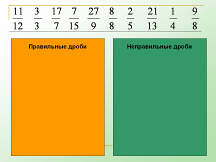 11/12 3/3 17/7 7/15 27/9 8/8 2/5 21/13 1/4 9/8
Правильные дроби
Неправильные дроби